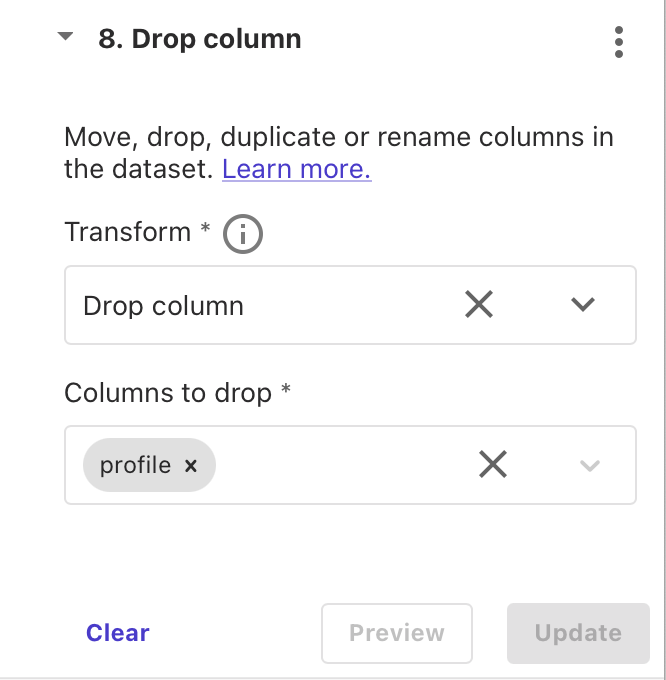 8. Drop column
Move, drop, duplicate or rename columns in
the dataset. Learn more.
Transform *
Drop column
Columns to drop *
profile
Clear
Preview
Update